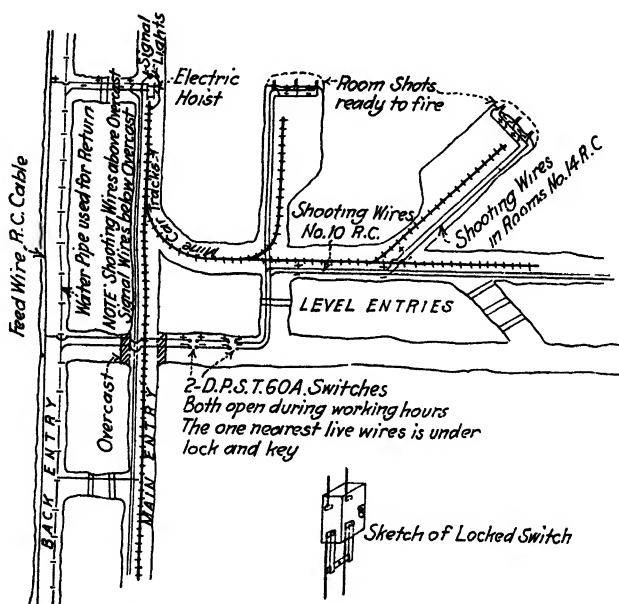 Signal
Lights
Electric
Hoist
Room Shots
ready to fire
Feed Wire, R.C. Cable
Water Pipe used for Return
NOTE: Shooting Wires above Overcast
Signal Wires below Overcast
Mine Car Tracks
Shooting Wires
No.10 R.C.
Shooting Wires
in Rooms No.14 R.C
LEVEL ENTRIES
Overcast
2-D.P.S.T. 60A. Switches
Both open during working hours
The one nearest live wires is under
lock and key
BACK ENTRY
MAIN ENTRY
Sketch of Locked Switch